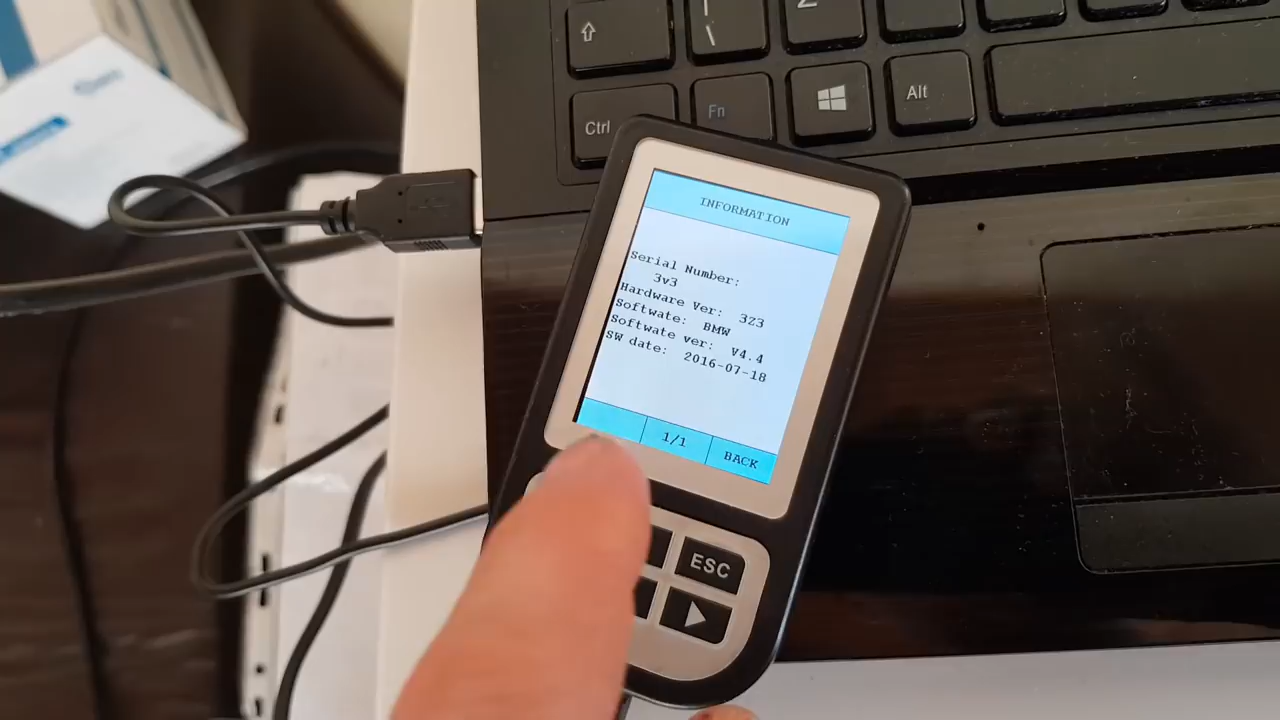 Ctrl
Fn
Alt
INFORMATION
Serial Number:
3v3
Hardware Ver: 3Z3
Softwate: BMW
Softwate ver: V4.4
SW date: 2016-07-18
1/1
BACK
ESC